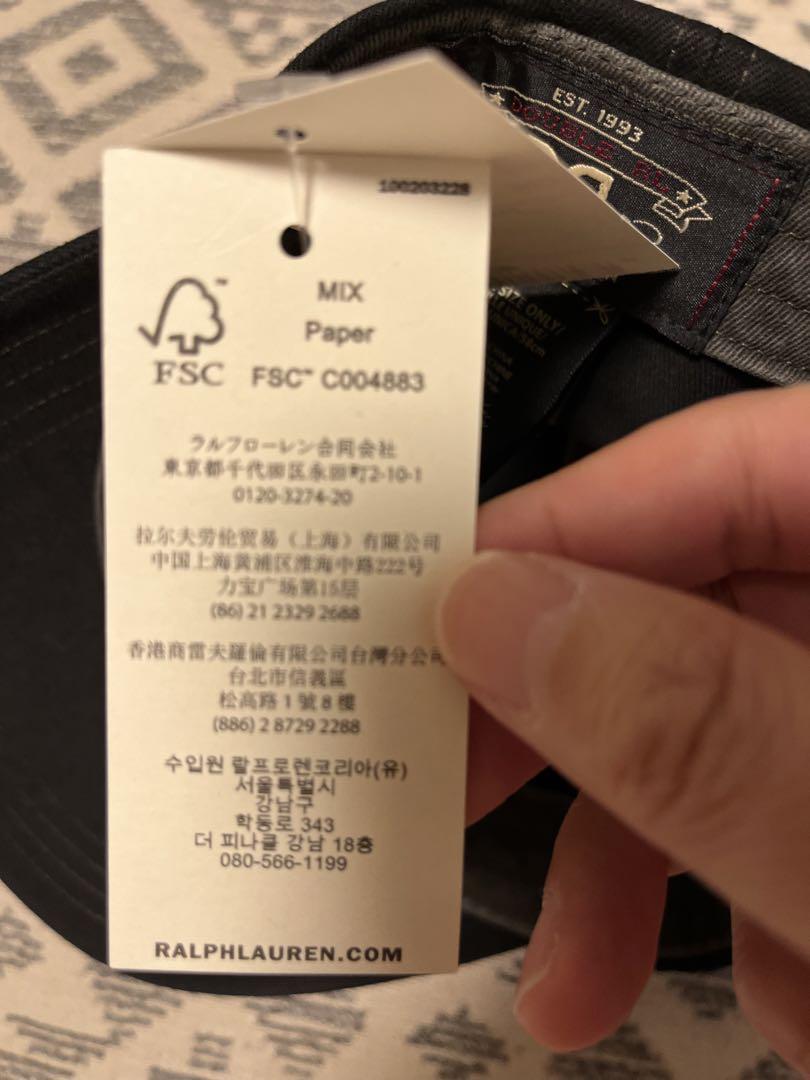 100203228
MIX
Paper
FSC
FSC™ C004883
ラルフローレン合同会社
東京都千代田区永田町2-10-1
0120-3274-20
拉尔夫劳伦贸易（上海）有限公司
中国上海黄浦区淮海中路222号
力宝广场第15层
(86) 21 2329 2688
香港商雷夫羅倫有限公司台灣分公司
台北市信義區
松高路 1 號 8 樓
(886) 2 8729 2288
수입원 랄프로렌코리아(유)
서울특별시
강남구
학동로 343
더 피나클 강남 18층
080-566-1199
RALPHLAUREN.COM
EST. 1993
DOUBLE RL
SIZE ONLY/